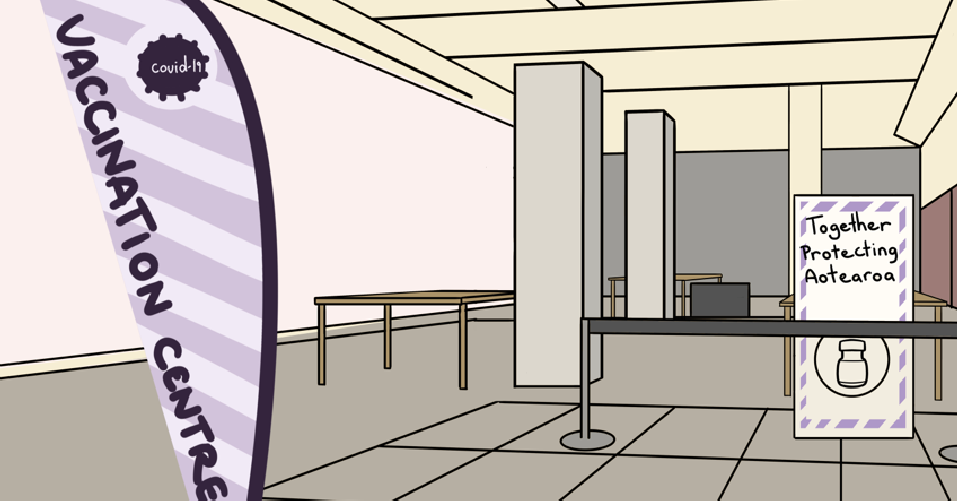 Covid-19
VACCINATION CENTRE
Together
Protecting
Aotearoa